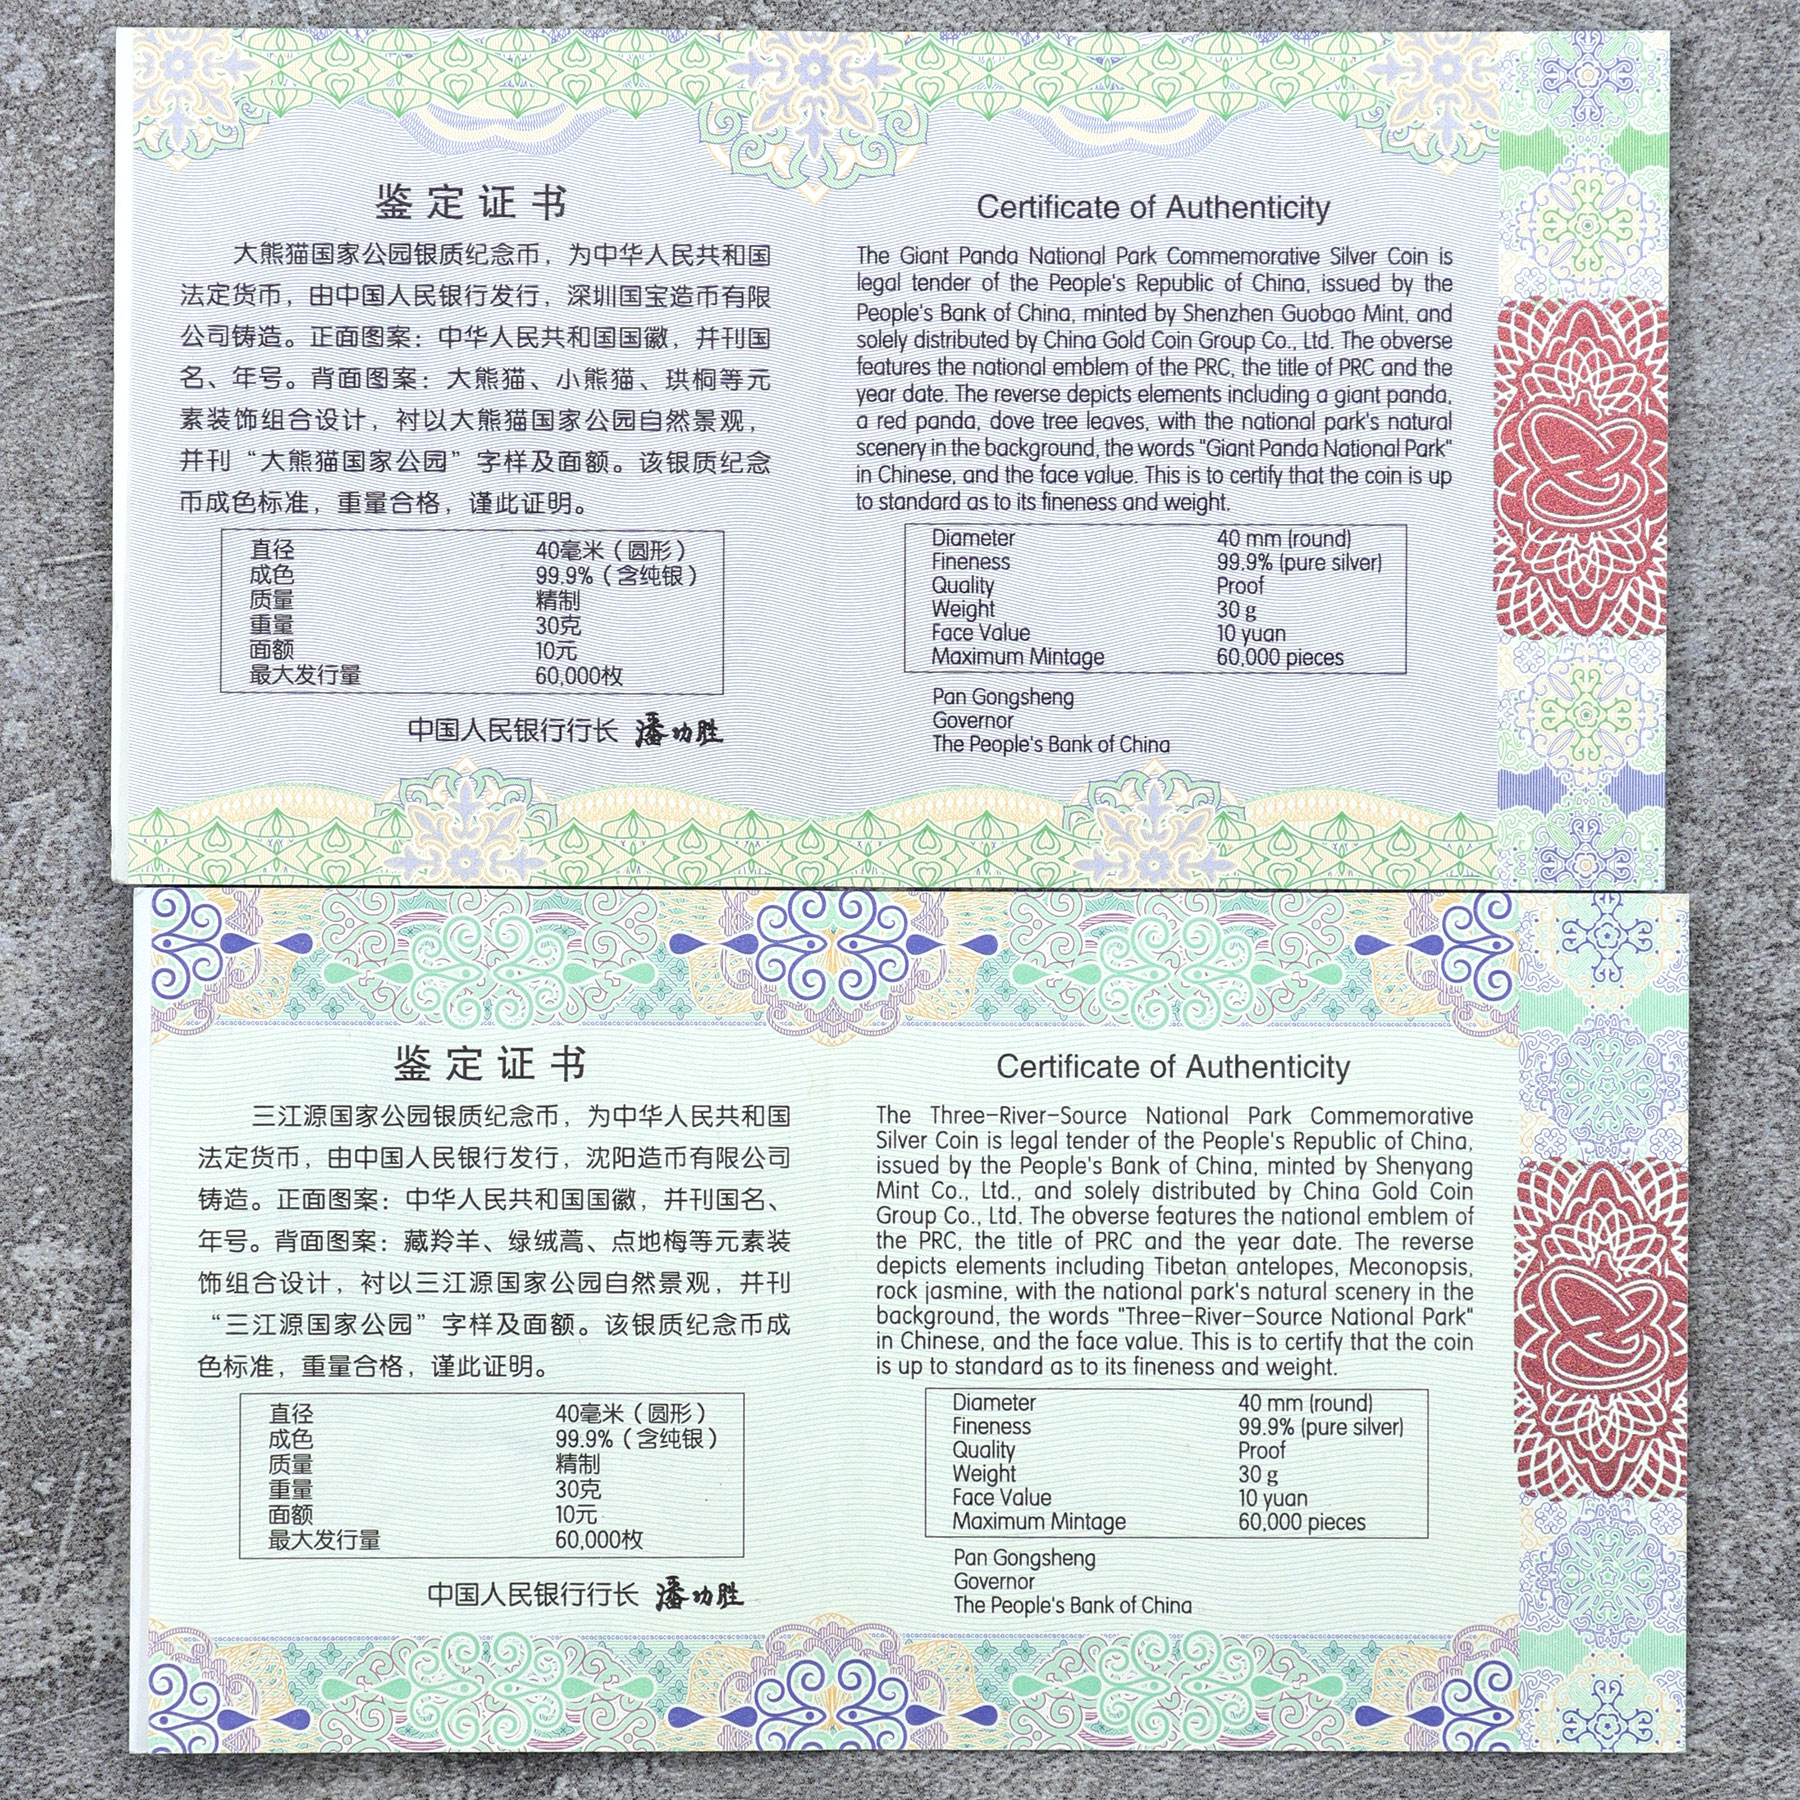 鉴定证书
大熊猫国家公园银质纪念币，为中华人民共和国
法定货币，由中国人民银行发行，深圳国宝造币有限
公司铸造。正面图案：中华人民共和国国徽，并刊国
名、年号。背面图案：大熊猫、小熊猫、珙桐等元
素装饰组合设计，衬以大熊猫国家公园自然景观，
并刊“大熊猫国家公园”字样及面额。该银质纪念
币成色标准，重量合格，谨此证明。
直径 40毫米（圆形）
成色 99.9%（含纯银）
质量 精制
重量 30克
面额 10元
最大发行量 60,000枚
中国人民银行行长 潘功胜
Certificate of Authenticity
The Giant Panda National Park Commemorative Silver Coin is
legal tender of the People's Republic of China, issued by the
People's Bank of China, minted by Shenzhen Guobao Mint, and
solely distributed by China Gold Coin Group Co., Ltd. The obverse
features the national emblem of the PRC, the title of PRC and the
year date. The reverse depicts elements including a giant panda,
a red panda, dove tree leaves, with the national park's natural
scenery in the background, the words "Giant Panda National Park"
in Chinese, and the face value. This is to certify that the coin is up
to standard as to its fineness and weight.
Diameter 40 mm (round)
Fineness 99.9% (pure silver)
Quality Proof
Weight 30 g
Face Value 10 yuan
Maximum Mintage 60,000 pieces
Pan Gongsheng
Governor
The People's Bank of China
鉴定证书
三江源国家公园银质纪念币，为中华人民共和国
法定货币，由中国人民银行发行，沈阳造币有限公司
铸造。正面图案：中华人民共和国国徽，并刊国名、
年号。背面图案：藏羚羊、绿绒蒿、点地梅等元素装
饰组合设计，衬以三江源国家公园自然景观，并刊
“三江源国家公园”字样及面额。该银质纪念币成
色标准，重量合格，谨此证明。
直径 40毫米（圆形）
成色 99.9%（含纯银）
质量 精制
重量 30克
面额 10元
最大发行量 60,000枚
中国人民银行行长 潘功胜
Certificate of Authenticity
The Three-River-Source National Park Commemorative
Silver Coin is legal tender of the People's Republic of China,
issued by the People's Bank of China, minted by Shenyang
Mint Co., Ltd., and solely distributed by China Gold Coin
Group Co., Ltd. The obverse features the national emblem of
the PRC, the title of PRC and the year date. The reverse
depicts elements including Tibetan antelopes, Meconopsis,
rock jasmine, with the national park's natural scenery in the
background, the words "Three-River-Source National Park"
in Chinese, and the face value. This is to certify that the coin
is up to standard as to its fineness and weight.
Diameter 40 mm (round)
Fineness 99.9% (pure silver)
Quality Proof
Weight 30 g
Face Value 10 yuan
Maximum Mintage 60,000 pieces
Pan Gongsheng
Governor
The People's Bank of China